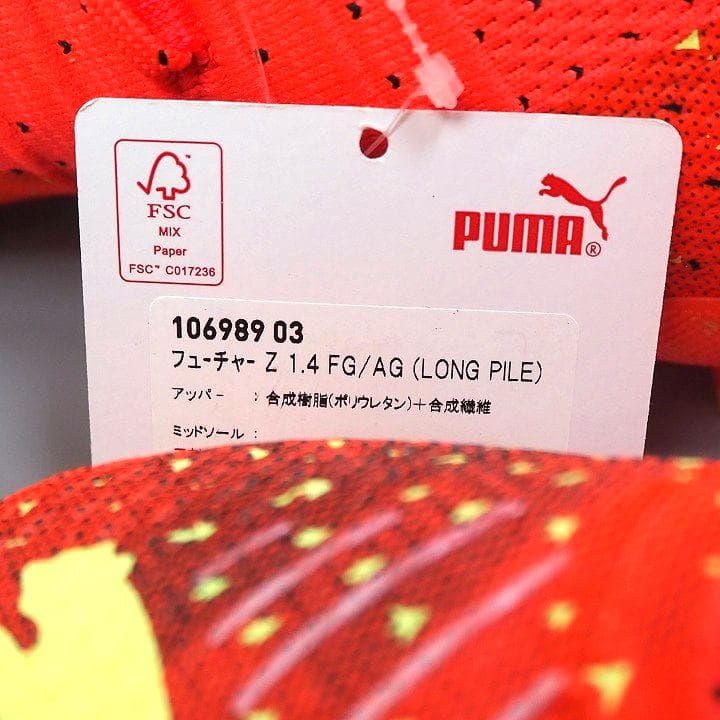 FSC
MIX
Paper
FSC™ C017236
PUMA®
106989 03
フューチャー Z 1.4 FG/AG (LONG PILE)
アッパー : 合成樹脂(ポリウレタン)+合成繊維
ミッドソール :